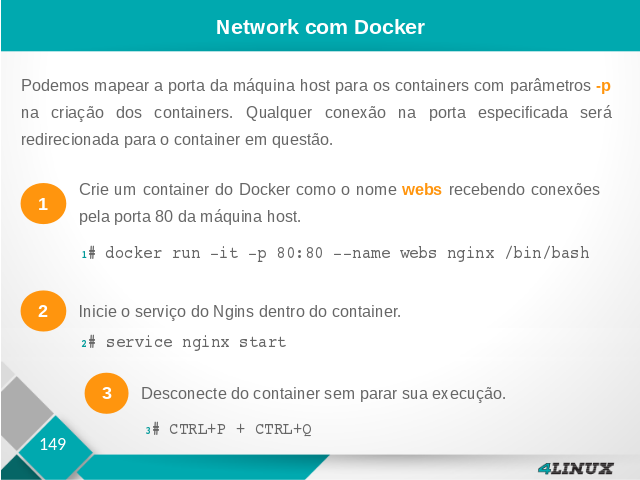 Network com Docker
Podemos mapear a porta da máquina host para os containers com parâmetros -p
na criação dos containers. Qualquer conexão na porta especificada será
redirecionada para o container em questão.
1
Crie um container do Docker como o nome webs recebendo conexões
pela porta 80 da máquina host.
1# docker run -it -p 80:80 --name webs nginx /bin/bash
2
Inicie o serviço do Ngins dentro do container.
2# service nginx start
3
Desconecte do container sem parar sua execução.
3# CTRL+P + CTRL+Q
149
4LINUX